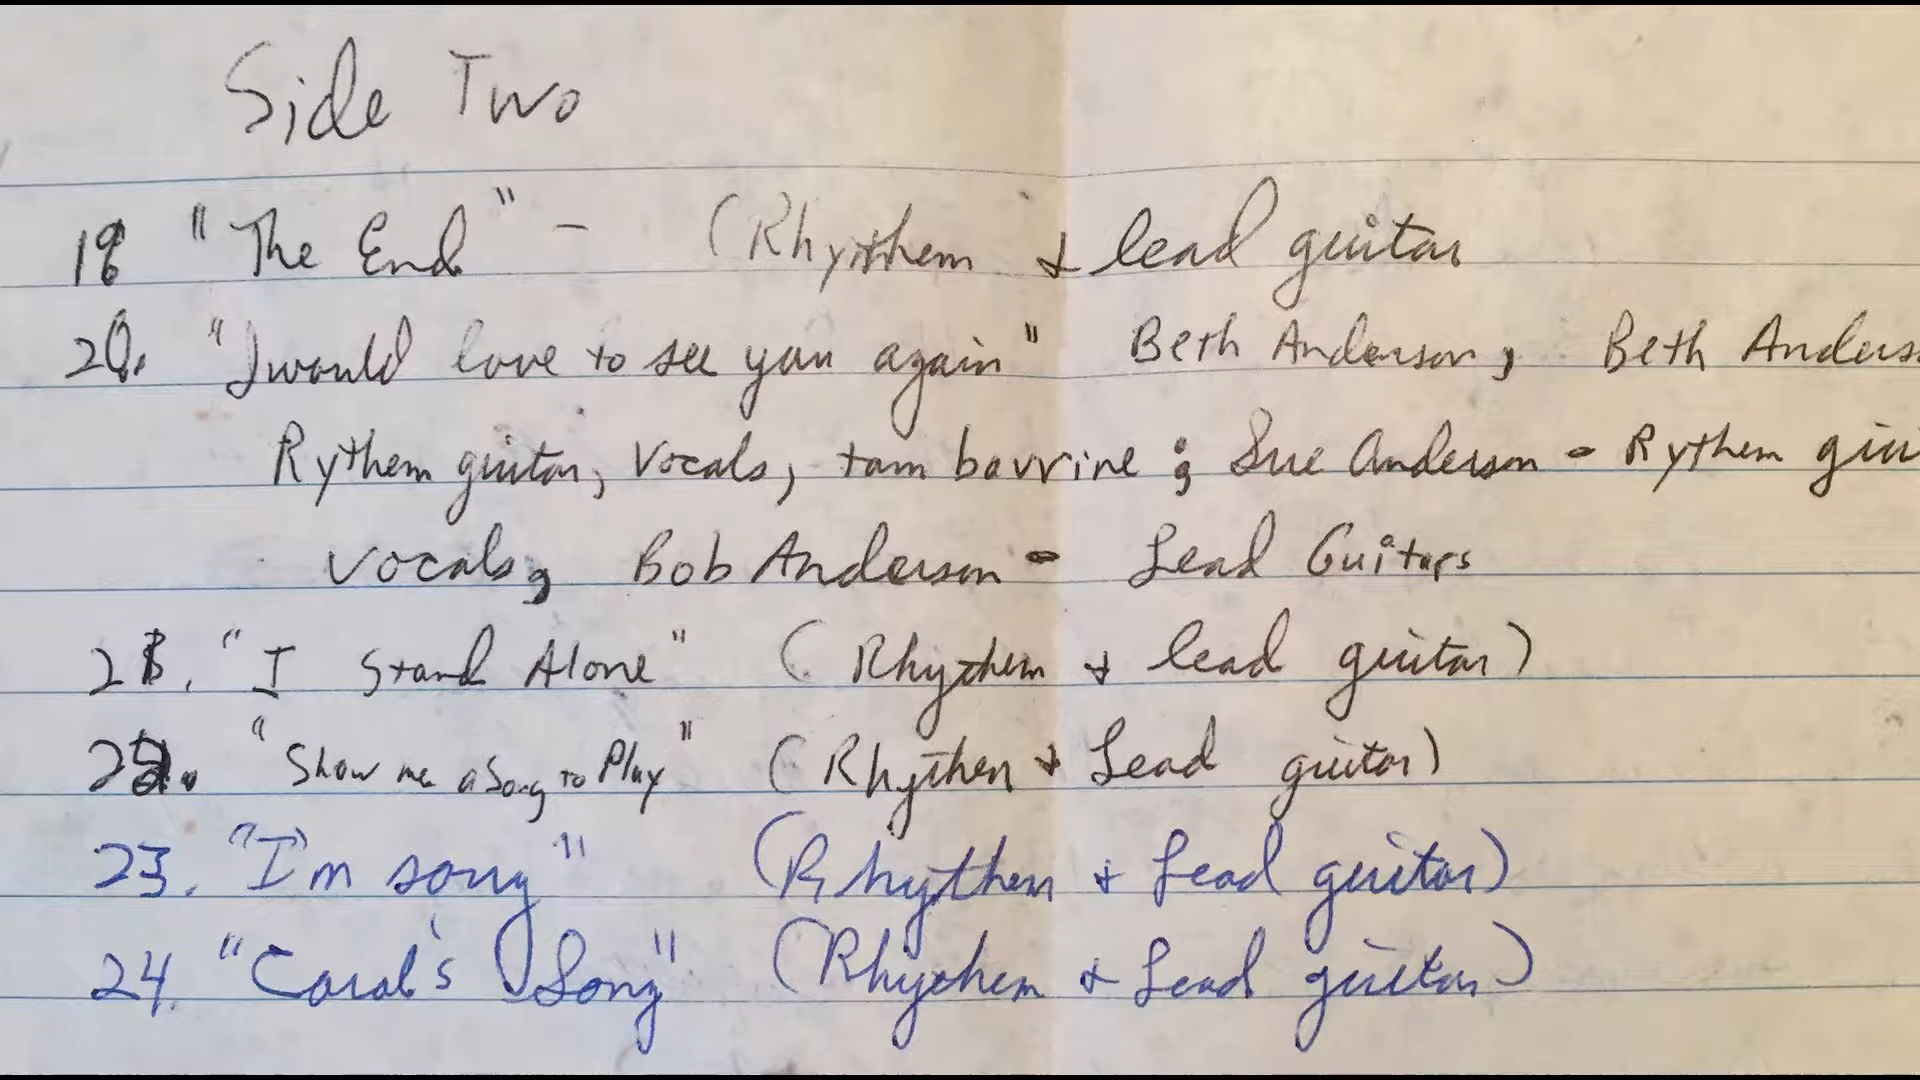 Side Two
19 "The End" - (Rhythem + lead guitar
20. "I would love to see you again" Beth Anderson, Beth Anders
Rythem guitar, vocals, tam bourine ; Sue Anderson - Rythem gui
vocals, Bob Anderson - Lead Guitars
21. "I Stand Alone" (Rhythem + lead guitar)
22. "Show me a Song to Play" (Rhythem + Lead guitar)
23. "I'm song" (Rhythem + Lead guitar)
24. "Carol's Song" (Rhythem + Lead guitar)